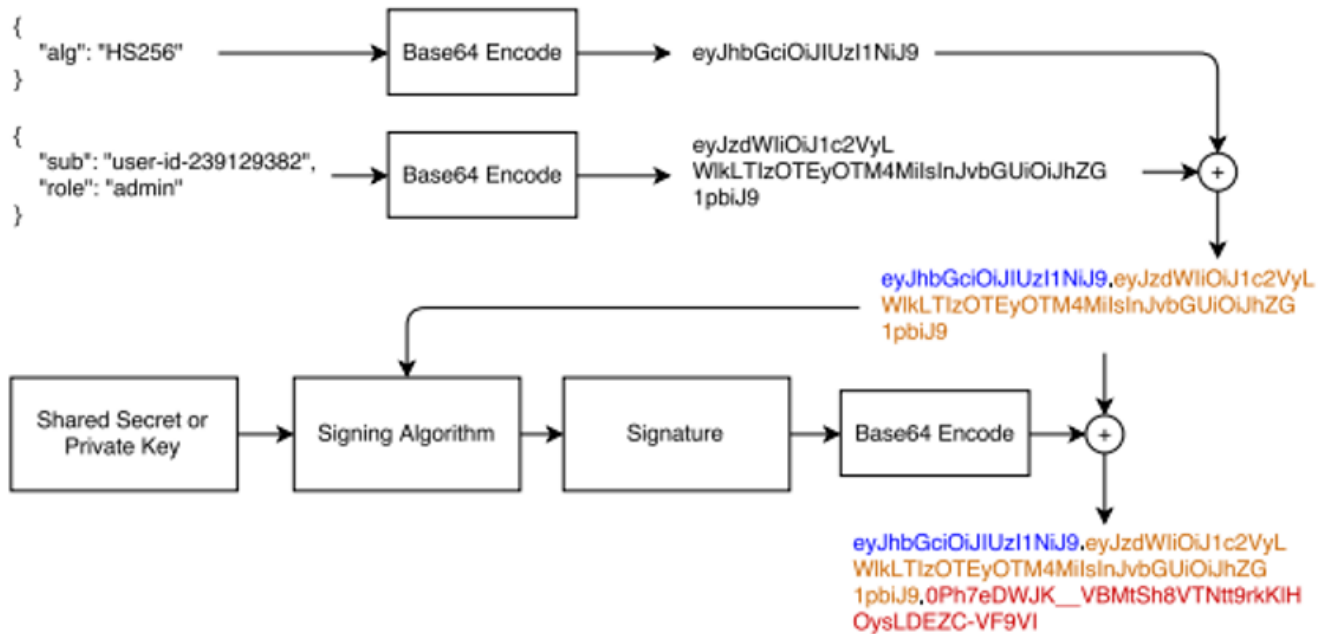 {
"alg": "HS256"
}
Base64 Encode
eyJhbGciOiJIUzI1NiJ9
{
"sub": "user-id-239129382",
"role": "admin"
}
Base64 Encode
eyJzdWIiOiJ1c2VyL
WlkLTIzOTEyOTM4MiIsInJvbGUiOiJhZG
1pbiJ9
+
eyJhbGciOiJIUzI1NiJ9.eyJzdWIiOiJ1c2VyL
WlkLTIzOTEyOTM4MiIsInJvbGUiOiJhZG
1pbiJ9
Shared Secret or
Private Key
Signing Algorithm
Signature
Base64 Encode
+
eyJhbGciOiJIUzI1NiJ9.eyJzdWIiOiJ1c2VyL
WlkLTIzOTEyOTM4MiIsInJvbGUiOiJhZG
1pbiJ9.0Ph7eDWJK__VBMtSh8VTNtt9rkKlH
OysLDEZC-VF9VI